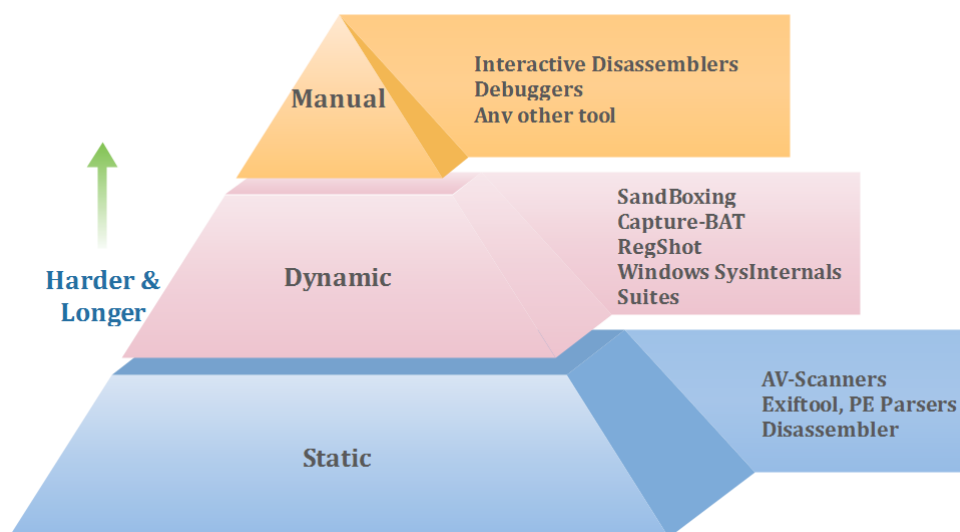 Manual
Interactive Disassemblers
Debuggers
Any other tool
Harder &
Longer
Dynamic
SandBoxing
Capture-BAT
RegShot
Windows SysInternals
Suites
Static
AV-Scanners
Exiftool, PE Parsers
Disassembler